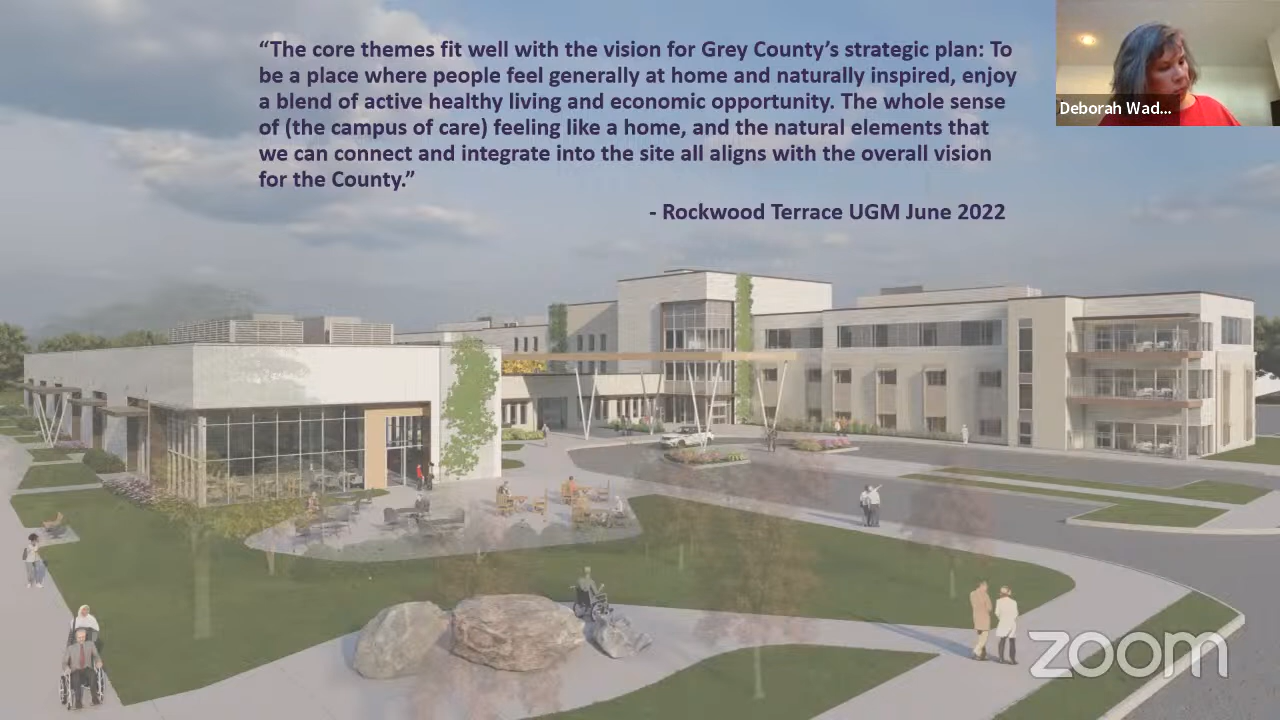 “The core themes fit well with the vision for Grey County’s strategic plan: To
be a place where people feel generally at home and naturally inspired, enjoy
a blend of active healthy living and economic opportunity. The whole sense
of (the campus of care) feeling like a home, and the natural elements that
we can connect and integrate into the site all aligns with the overall vision
for the County.”
- Rockwood Terrace UGM June 2022
Deborah Wad...
zoom